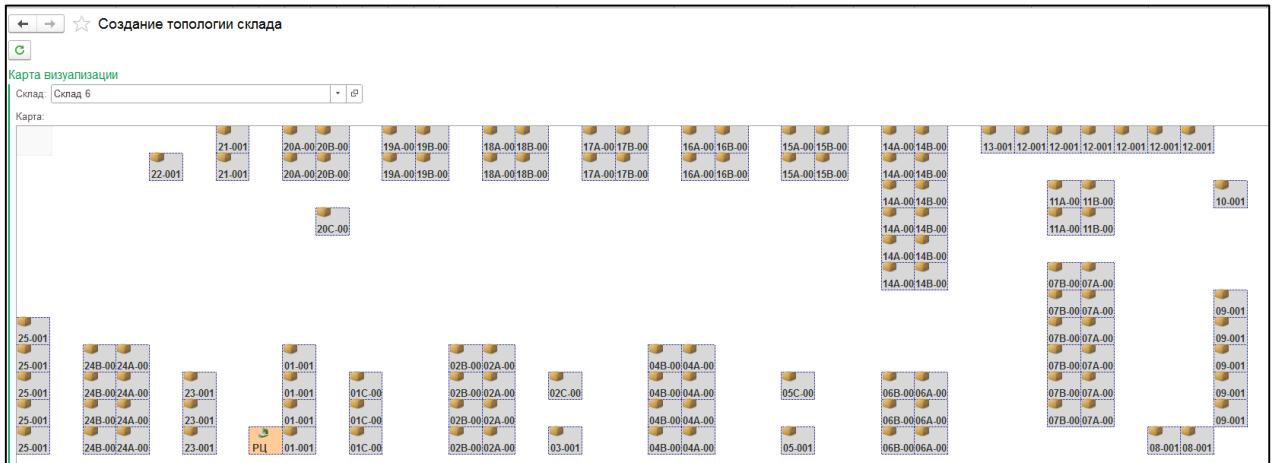 Создание топологии склада
Карта визуализации
Склад: Склад 6
Карта:
21-001 20A-00 20B-00 19A-00 19B-00 18A-00 18B-00 17A-00 17B-00 16A-00 16B-00 15A-00 15B-00 14A-00 14B-00 13-001 12-001 12-001 12-001 12-001 12-001 12-001
22-001 21-001 20A-00 20B-00 19A-00 19B-00 18A-00 18B-00 17A-00 17B-00 16A-00 16B-00 15A-00 15B-00 14A-00 14B-00
14A-00 14B-00 11A-00 11B-00 10-001
20C-00 14A-00 14B-00 11A-00 11B-00
14A-00 14B-00
14A-00 14B-00 07B-00 07A-00
07B-00 07A-00 09-001
25-001 07B-00 07A-00 09-001
25-001 24B-00 24A-00 01-001 02B-00 02A-00 04B-00 04A-00 07B-00 07A-00 09-001
25-001 24B-00 24A-00 23-001 01-001 01C-00 02B-00 02A-00 02C-00 04B-00 04A-00 05C-00 06B-00 06A-00 07B-00 07A-00 09-001
25-001 24B-00 24A-00 23-001 01-001 01C-00 02B-00 02A-00 04B-00 04A-00 06B-00 06A-00 07B-00 07A-00 09-001
25-001 24B-00 24A-00 23-001 РЦ 01-001 01C-00 02B-00 02A-00 03-001 04B-00 04A-00 05-001 06B-00 06A-00 08-001 08-001